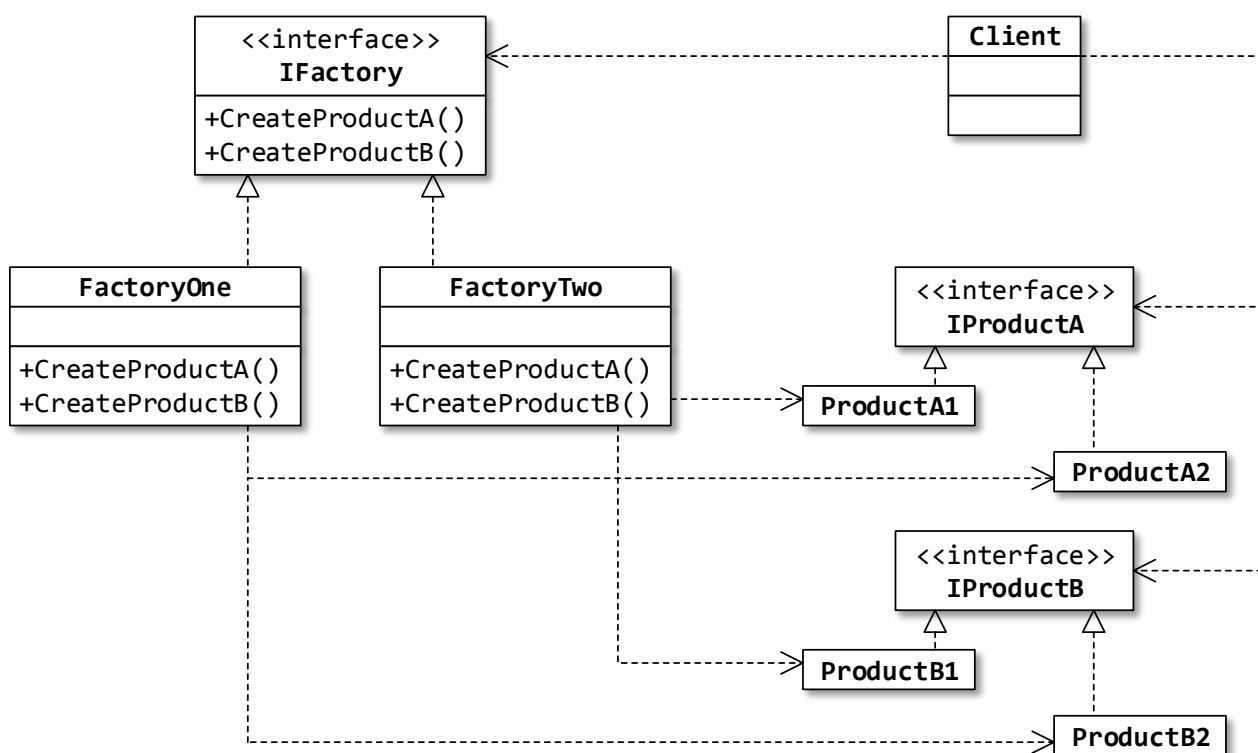 <<interface>>
IFactory
+CreateProductA()
+CreateProductB()
Client
FactoryOne
+CreateProductA()
+CreateProductB()
FactoryTwo
+CreateProductA()
+CreateProductB()
<<interface>>
IProductA
ProductA1
ProductA2
<<interface>>
IProductB
ProductB1
ProductB2